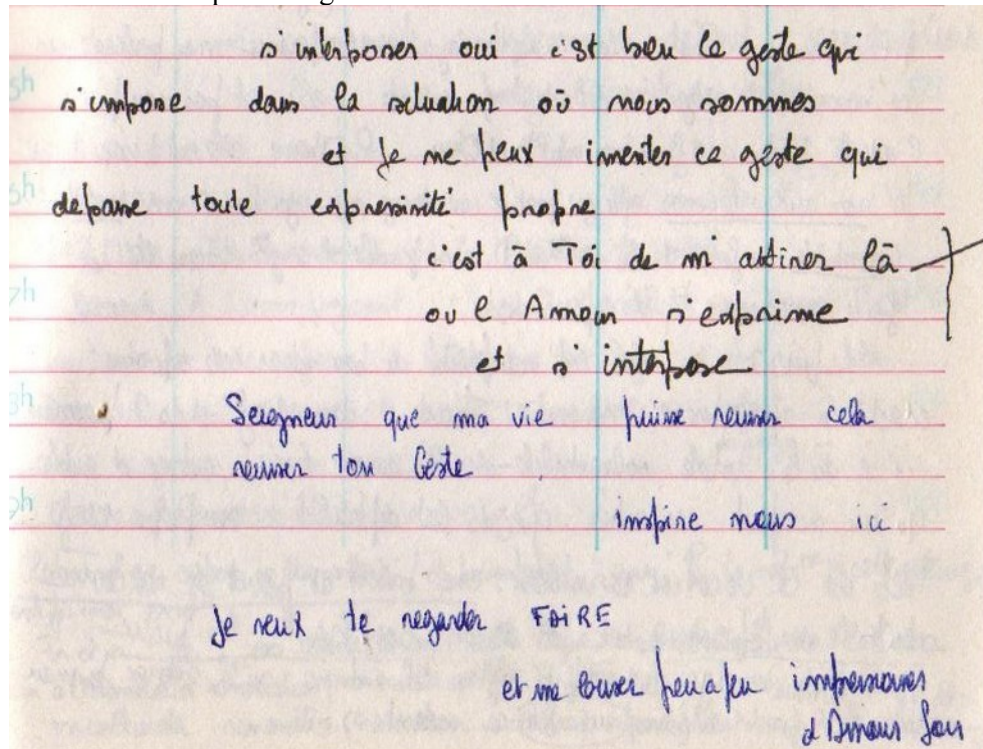 s'interposer oui c'est bien le geste qui
s'impose dans la situation où nous sommes
et je ne peux inventer ce geste qui
dépasse toute expressivité propre
c'est à Toi de m attirer là
où l Amour s'exprime
et s'interpose
Seigneur que ma vie puisse réussir cela
réussir ton Geste
inspire nous ici
Je veux te regarder FAIRE
et me laisser peu à peu impressionner
d Amour fou